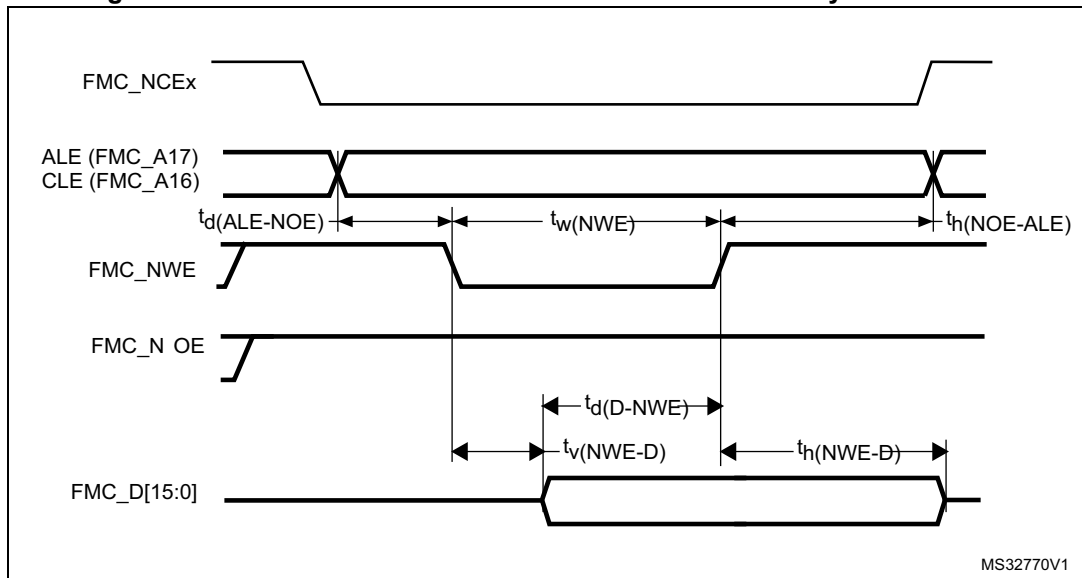 FMC_NCEx
ALE (FMC_A17)
CLE (FMC_A16)
td(ALE-NOE) tw(NWE) th(NOE-ALE)
FMC_NWE
FMC_N OE
td(D-NWE)
tv(NWE-D) th(NWE-D)
FMC_D[15:0]
MS32770V1